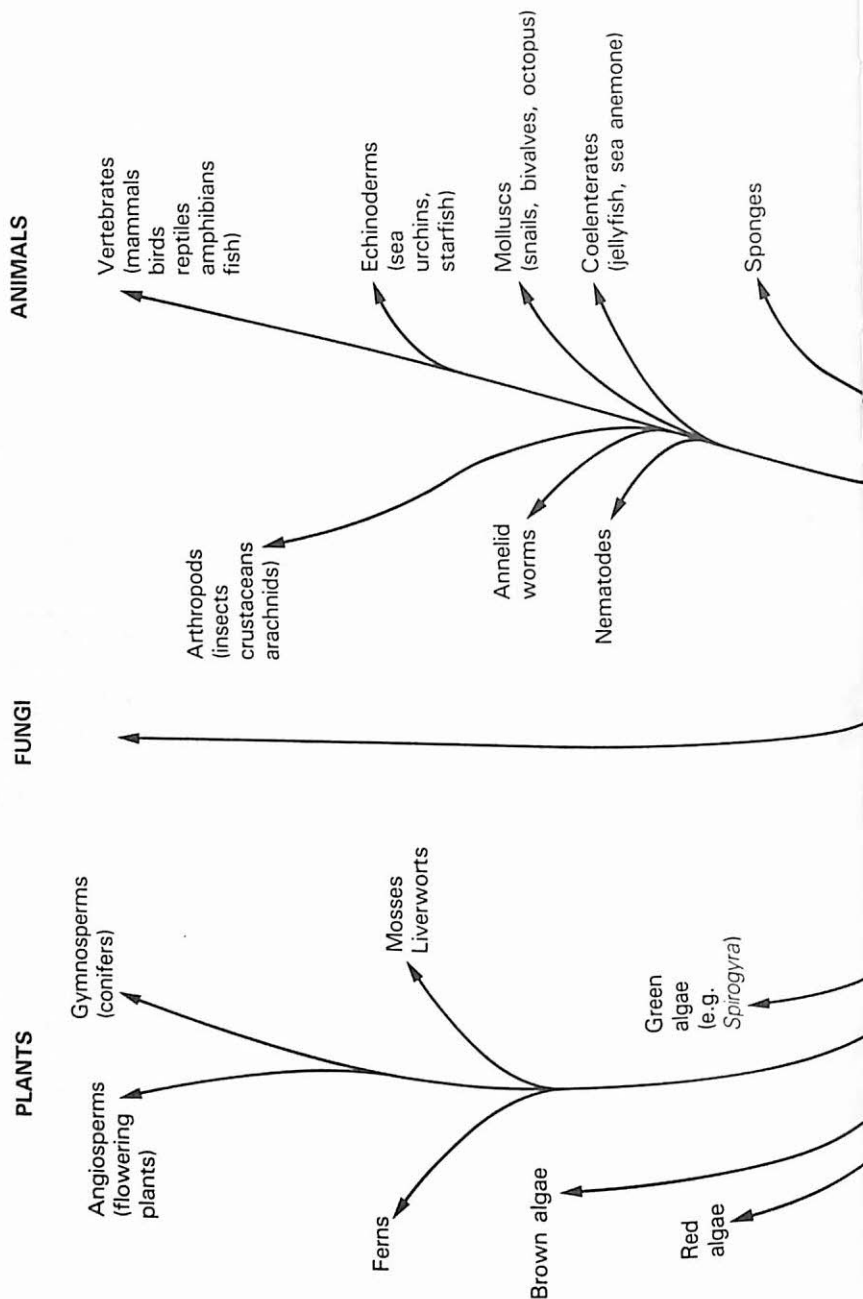 PLANTS
FUNGI
ANIMALS
Angiosperms
(flowering
plants)
Gymnosperms
(conifers)
Ferns
Mosses
Liverworts
Brown algae
Red
algae
Green
algae
(e.g.
Spirogyra)
Arthropods
(insects
crustaceans
arachnids)
Vertebrates
(mammals
birds
reptiles
amphibians
fish)
Echinoderms
(sea
urchins,
starfish)
Annelid
worms
Molluscs
(snails, bivalves, octopus)
Nematodes
Coelenterates
(jellyfish, sea anemone)
Sponges